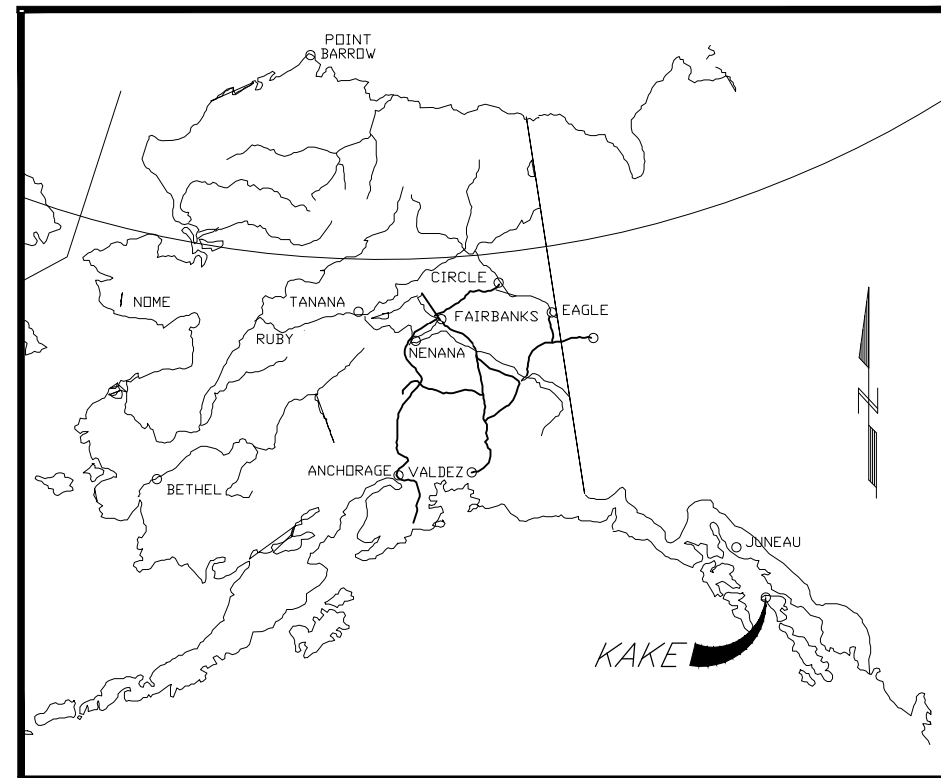 POINT
BARROW
CIRCLE
TANANA
EAGLE
NOME
FAIRBANKS
RUBY
NENANA
N
ANCHORAGE
VALDEZ
BETHEL
JUNEAU
KAKE